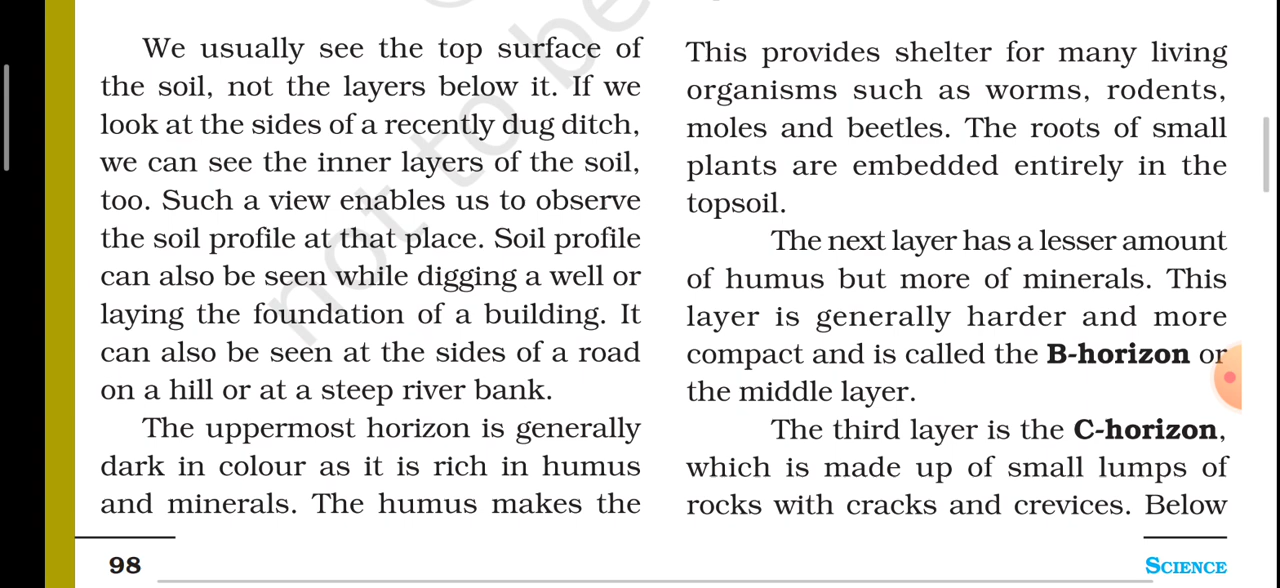 We usually see the top surface of
the soil, not the layers below it. If we
look at the sides of a recently dug ditch,
we can see the inner layers of the soil,
too. Such a view enables us to observe
the soil profile at that place. Soil profile
can also be seen while digging a well or
laying the foundation of a building. It
can also be seen at the sides of a road
on a hill or at a steep river bank.
The uppermost horizon is generally
dark in colour as it is rich in humus
and minerals. The humus makes the
This provides shelter for many living
organisms such as worms, rodents,
moles and beetles. The roots of small
plants are embedded entirely in the
topsoil.
The next layer has a lesser amount
of humus but more of minerals. This
layer is generally harder and more
compact and is called the B-horizon or
the middle layer.
The third layer is the C-horizon,
which is made up of small lumps of
rocks with cracks and crevices. Below
98
SCIENCE
not to be